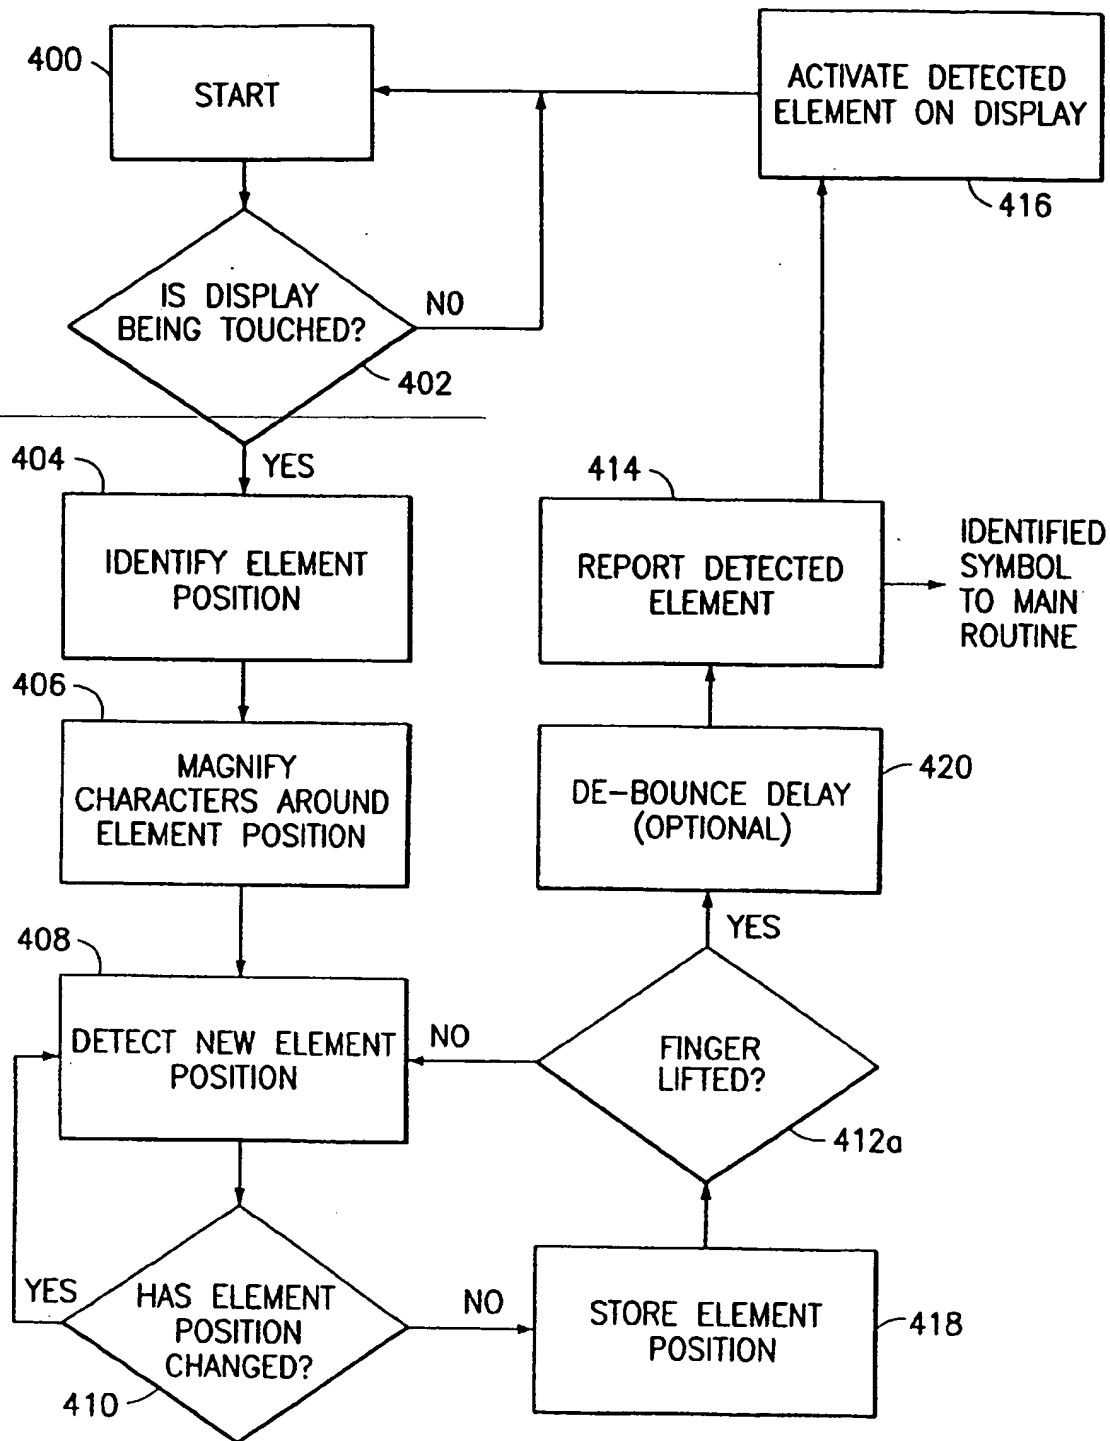 400
START
ACTIVATE DETECTED
ELEMENT ON DISPLAY
416
IS DISPLAY
BEING TOUCHED?
NO
402
YES
404
IDENTIFY ELEMENT
POSITION
414
REPORT DETECTED
ELEMENT
IDENTIFIED
SYMBOL
TO MAIN
ROUTINE
406
MAGNIFY
CHARACTERS AROUND
ELEMENT POSITION
420
DE-BOUNCE DELAY
(OPTIONAL)
YES
408
DETECT NEW ELEMENT
POSITION
NO
FINGER
LIFTED?
412a
YES
HAS ELEMENT
POSITION
CHANGED?
410
NO
STORE ELEMENT
POSITION
418